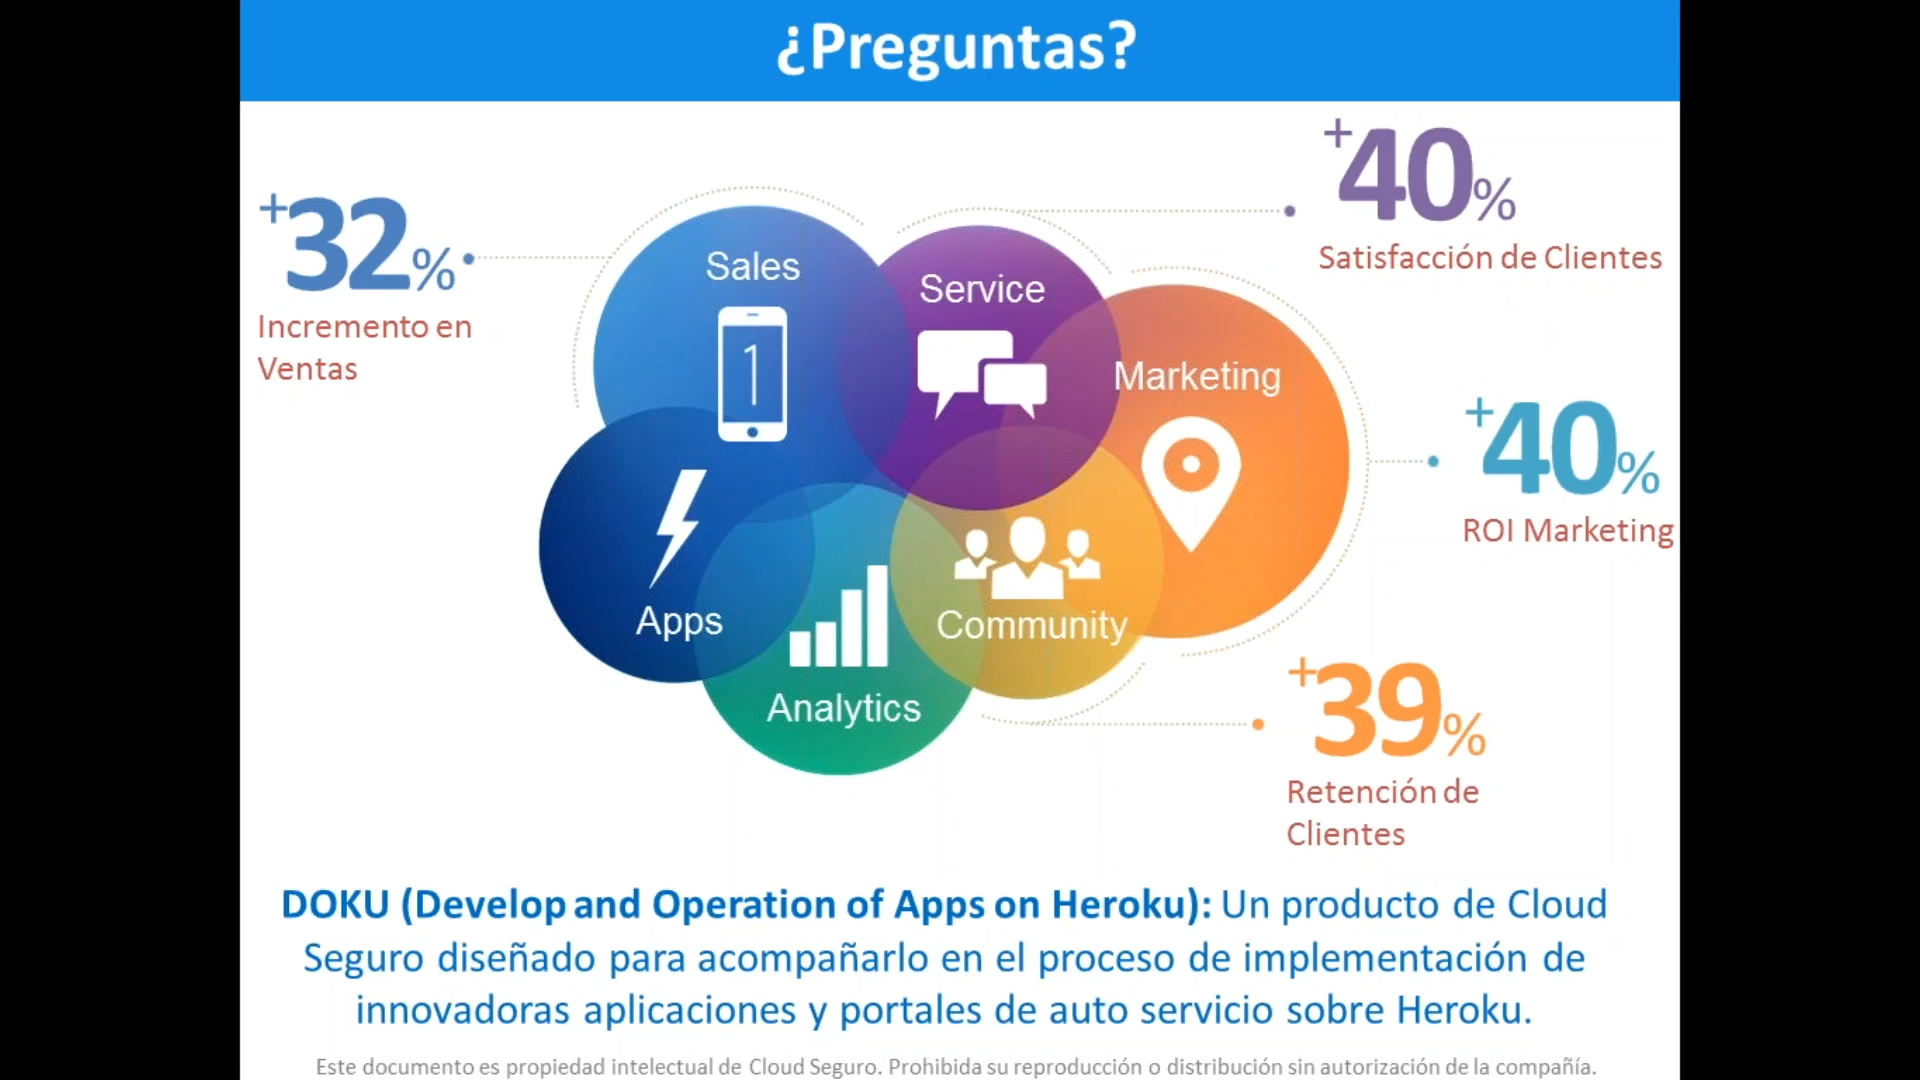 ¿Preguntas?
+40%
Satisfacción de Clientes
+32%
Incremento en
Ventas
Sales
1
Service
Marketing
+40%
ROI Marketing
Apps
Community
Analytics
+39%
Retención de
Clientes
DOKU (Develop and Operation of Apps on Heroku): Un producto de Cloud
Seguro diseñado para acompañarlo en el proceso de implementación de
innovadoras aplicaciones y portales de auto servicio sobre Heroku.
Este documento es propiedad intelectual de Cloud Seguro. Prohibida su reproducción o distribución sin autorización de la compañía.